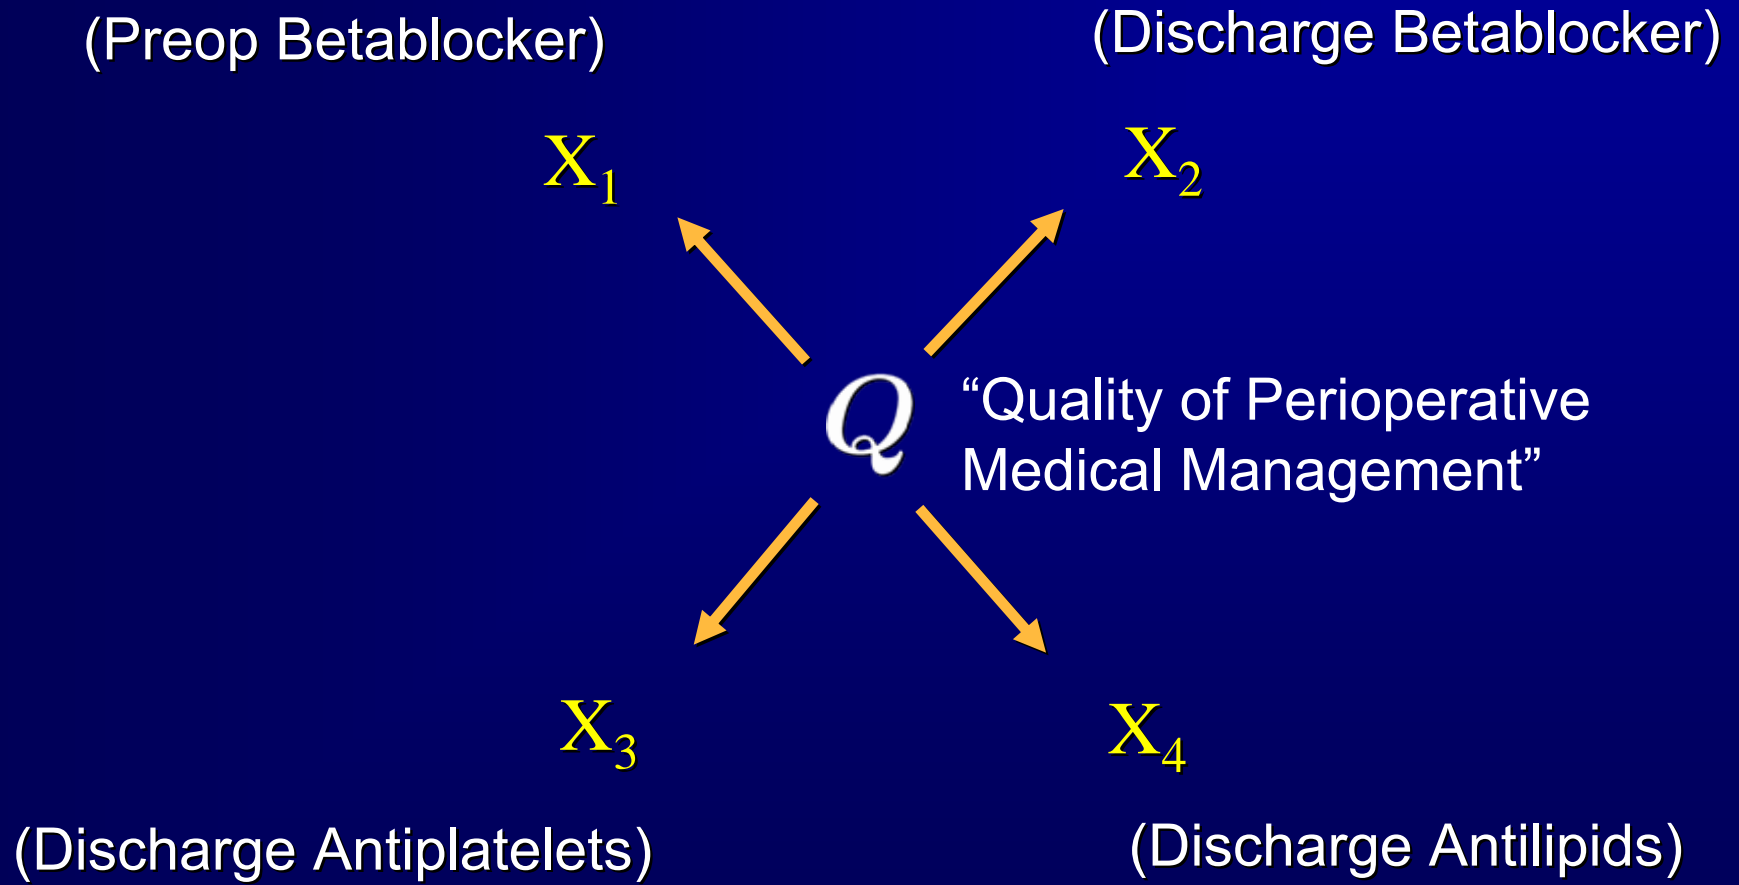 (Preop Betablocker)
(Discharge Betablocker)
X₁
X₂
Q
“Quality of Perioperative
Medical Management”
X₃
X₄
(Discharge Antiplatelets)
(Discharge Antilipids)